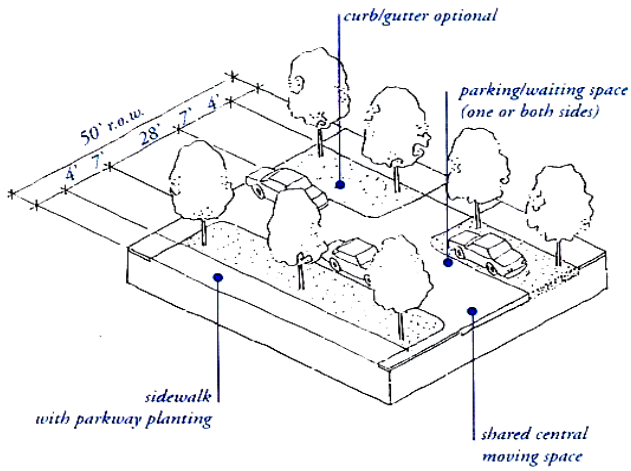 curb/gutter optional
parking/waiting space
(one or both sides)
50' r.o.w.
4' 7' 28' 7' 4'
sidewalk
with parkway planting
shared central
moving space